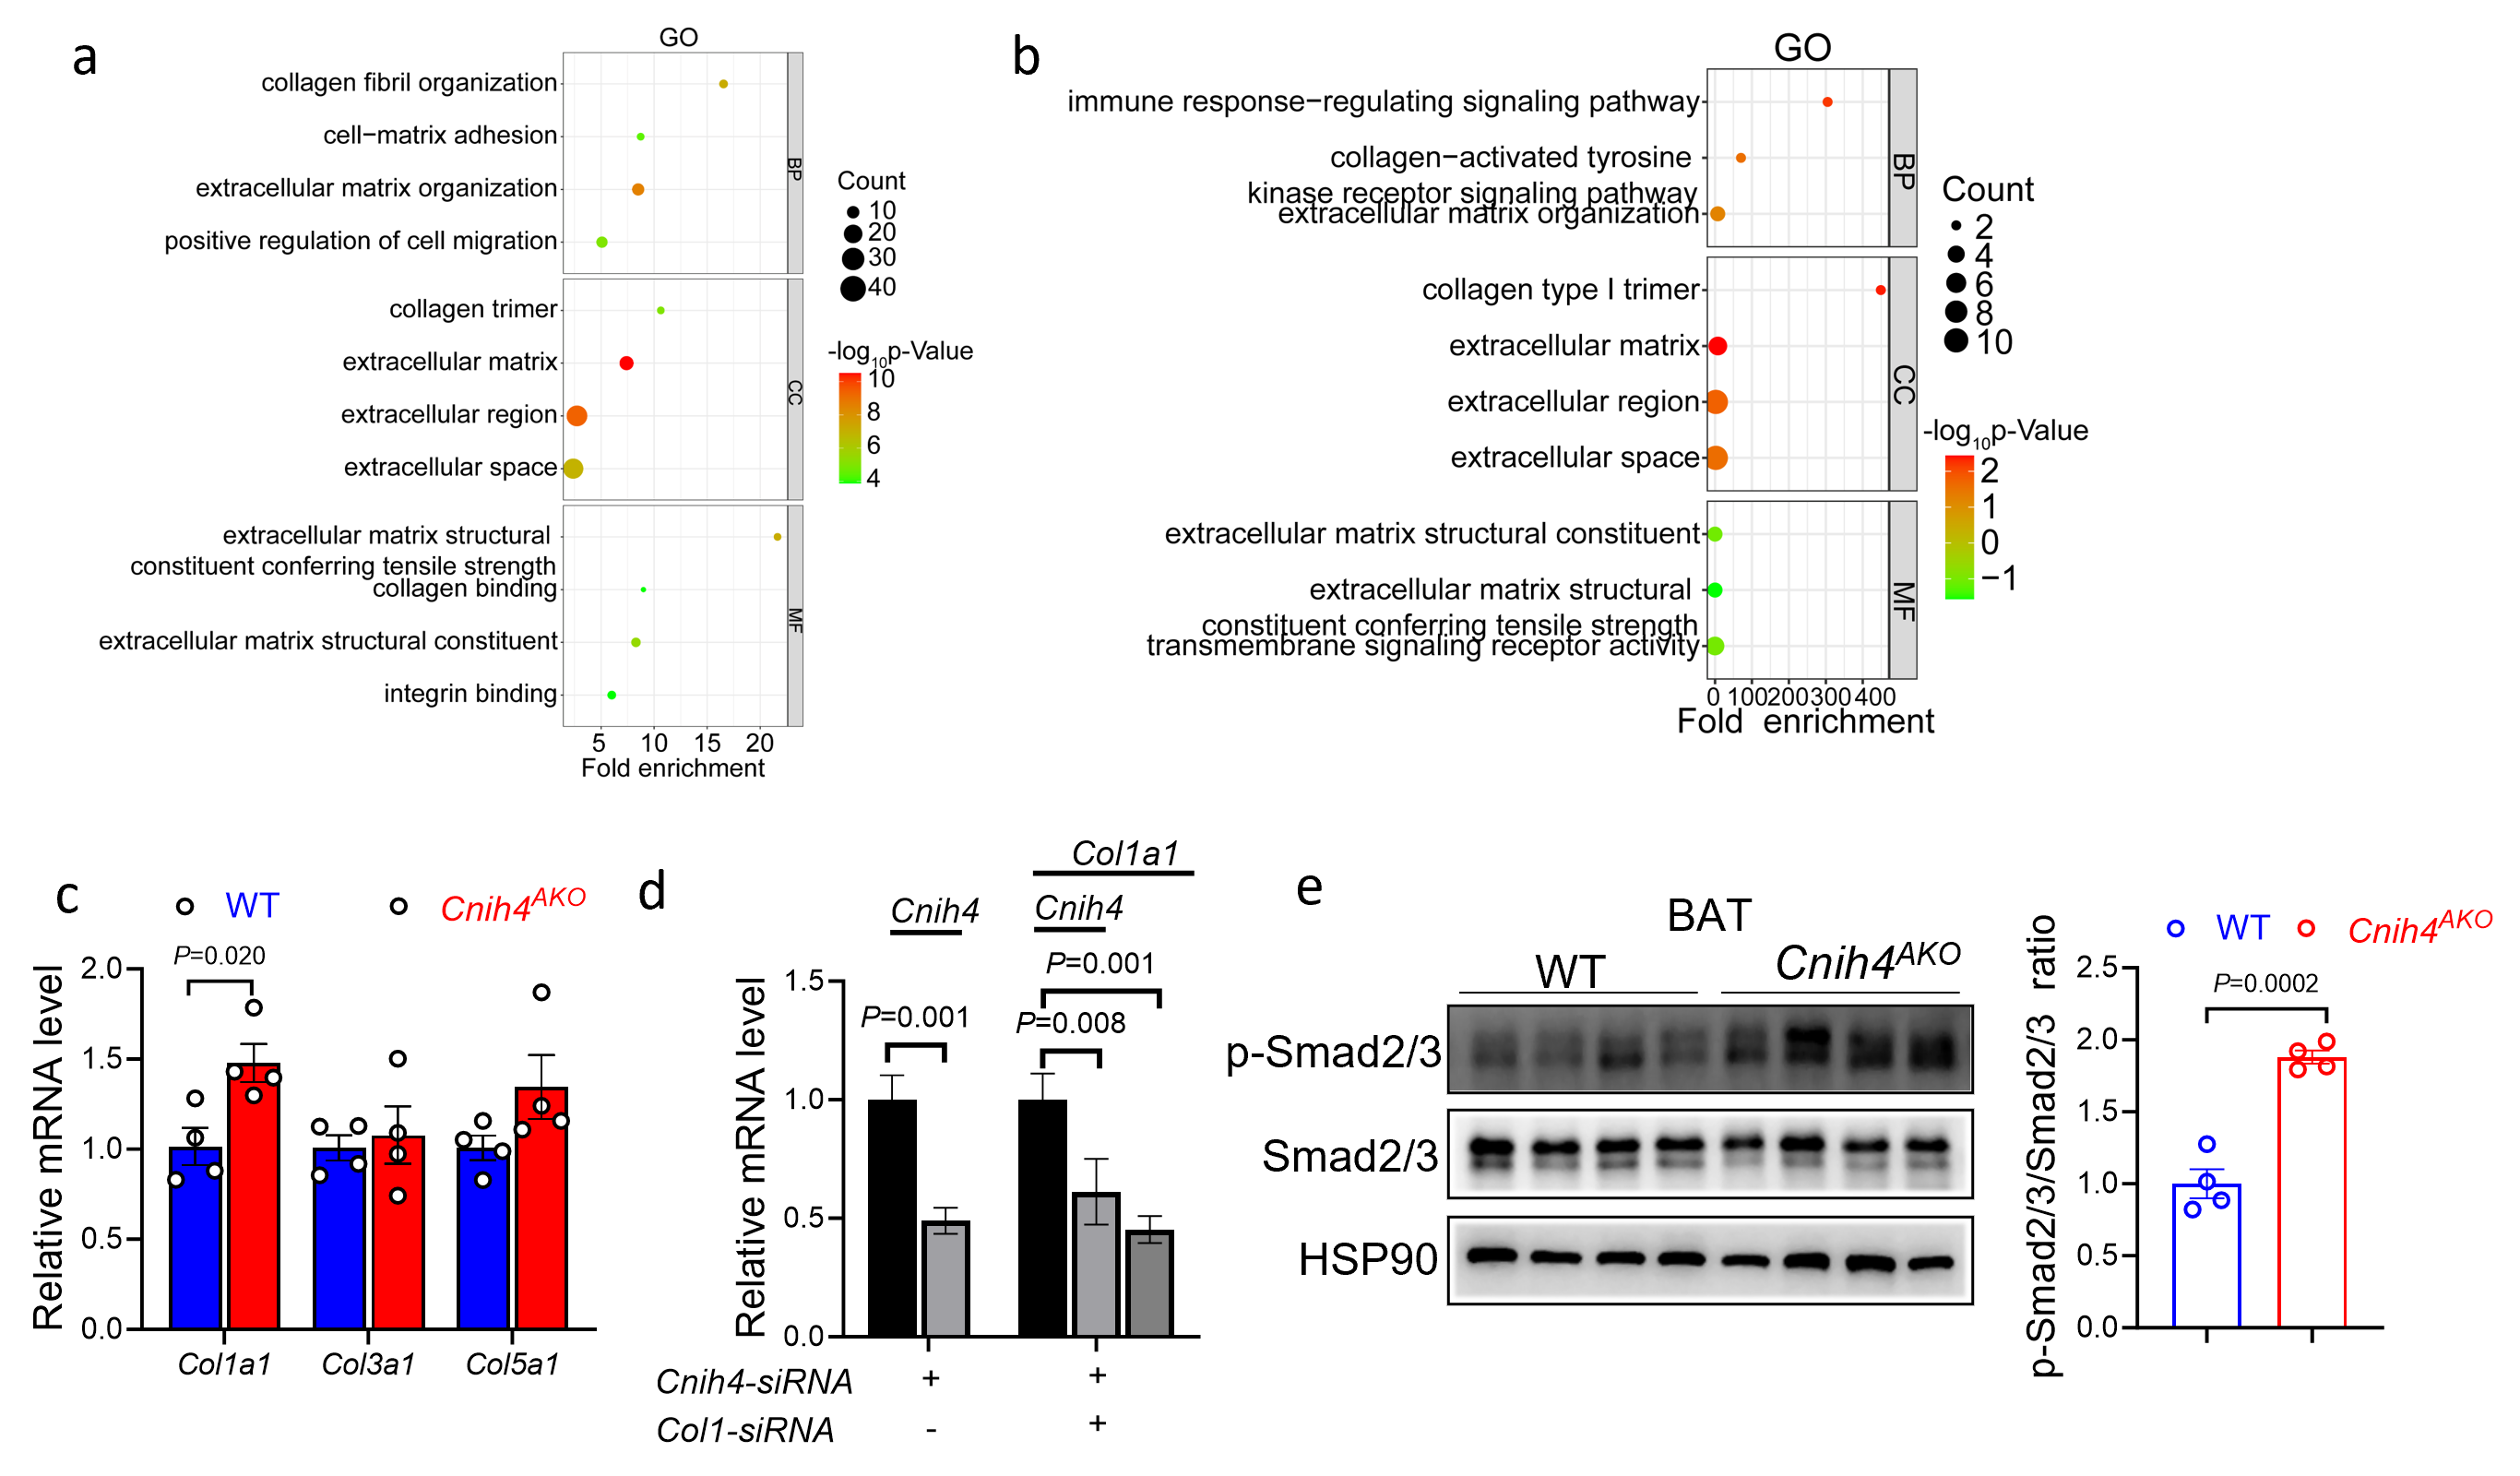 a
GO
collagen fibril organization
cell−matrix adhesion
extracellular matrix organization
positive regulation of cell migration
BP
collagen trimer
extracellular matrix
extracellular region
extracellular space
CC
extracellular matrix structural
constituent conferring tensile strength
collagen binding
extracellular matrix structural constituent
integrin binding
MF
5 10 15 20
Fold enrichment
Count
10
20
30
40
-log10p-Value
10
8
6
4
b
GO
immune response−regulating signaling pathway
collagen−activated tyrosine
kinase receptor signaling pathway
extracellular matrix organization
BP
collagen type I trimer
extracellular matrix
extracellular region
extracellular space
CC
extracellular matrix structural constituent
extracellular matrix structural
constituent conferring tensile strength
transmembrane signaling receptor activity
MF
0 100 200 300 400
Fold enrichment
Count
2
4
6
8
10
-log10p-Value
2
1
0
−1
c
WT Cnih4AKO
P=0.020
Relative mRNA level
2.0
1.5
1.0
0.5
0.0
Col1a1 Col3a1 Col5a1
d
Col1a1
Cnih4 Cnih4
P=0.001
P=0.001 P=0.008
Relative mRNA level
1.5
1.0
0.5
0.0
Cnih4-siRNA + +
Col1-siRNA - +
e
BAT
WT Cnih4AKO
p-Smad2/3
Smad2/3
HSP90
WT Cnih4AKO
P=0.0002
p-Smad2/3/Smad2/3 ratio
2.5
2.0
1.5
1.0
0.5
0.0